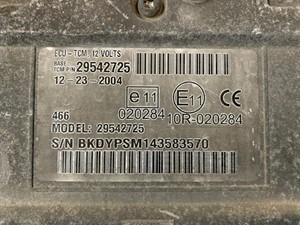 ECU - TCM 12 VOLTS
BASE TCM P/N 29542725
12 - 23 - 2004
e11 E11 CE
020284 10R-020284
466
MODEL: 29542725
S/N BKDYPSM143583570